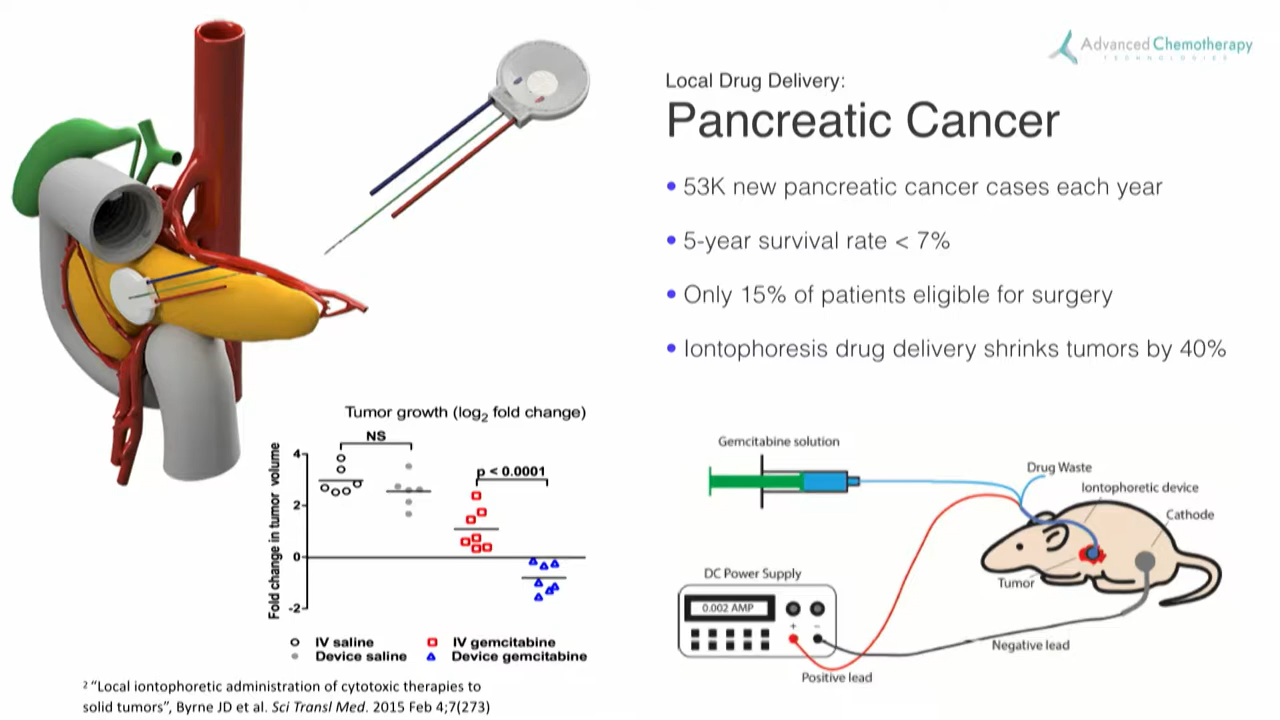 Advanced Chemotherapy
TECHNOLOGIES
Local Drug Delivery:
Pancreatic Cancer
• 53K new pancreatic cancer cases each year
• 5-year survival rate < 7%
• Only 15% of patients eligible for surgery
• Iontophoresis drug delivery shrinks tumors by 40%
Tumor growth (log2 fold change)
Fold change in tumor volume
4
2
0
-2
NS
p < 0.0001
IV saline
IV gemcitabine
Device saline
Device gemcitabine
2 “Local iontophoretic administration of cytotoxic therapies to
solid tumors”, Byrne JD et al. Sci Transl Med. 2015 Feb 4;7(273)
Gemcitabine solution
Drug Waste
Iontophoretic device
Cathode
Tumor
DC Power Supply
0.002 AMP
+
−
Negative lead
Positive lead